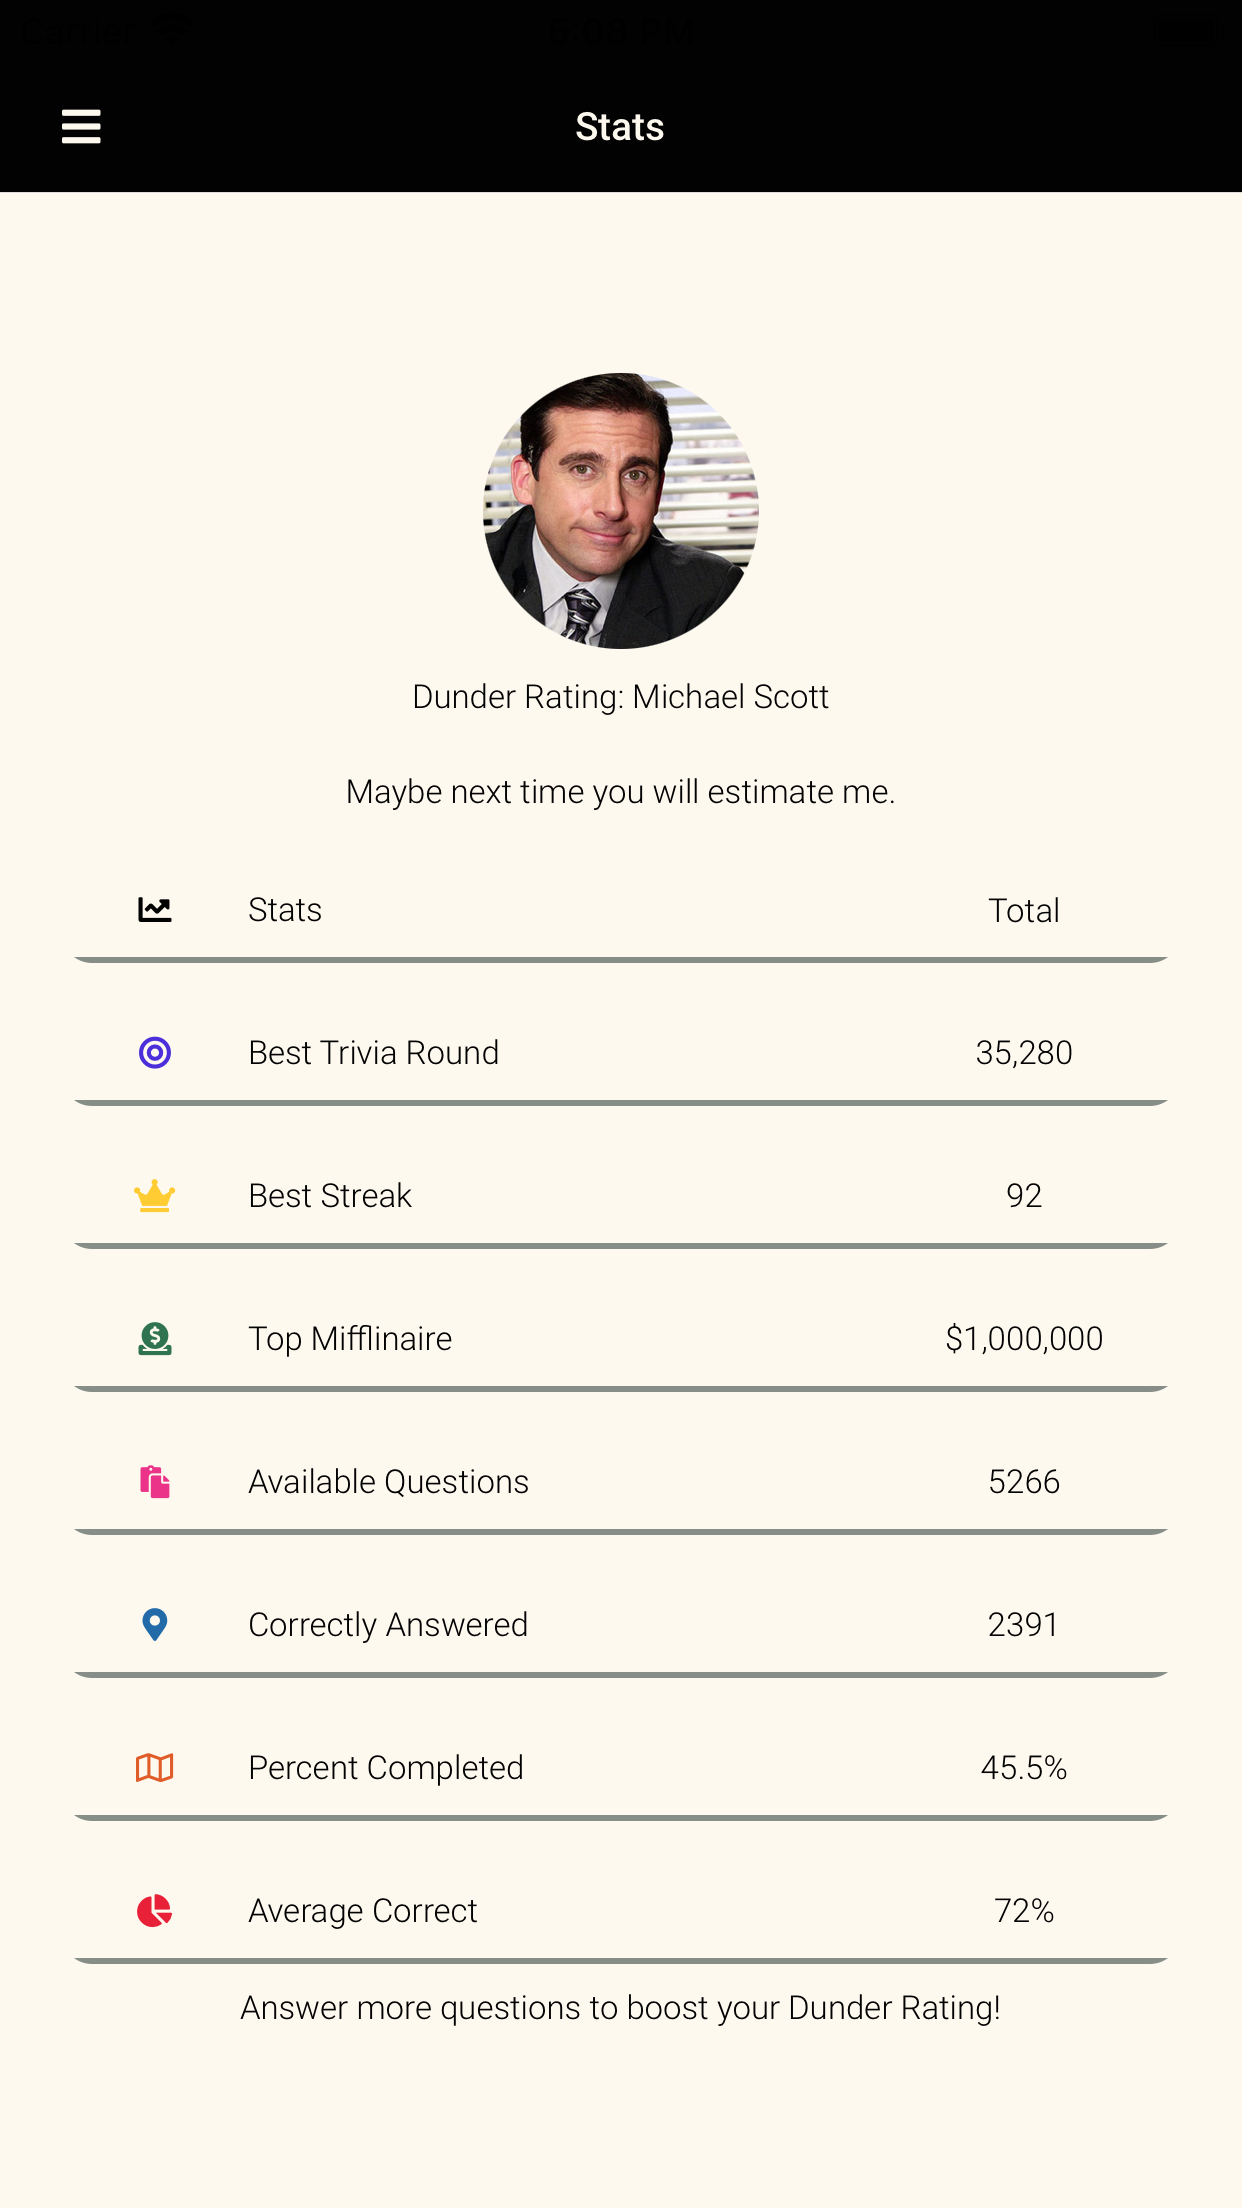 Carrier
5:08 PM
Stats
Dunder Rating: Michael Scott
Maybe next time you will estimate me.
Stats Total
Best Trivia Round 35,280
Best Streak 92
Top Mifflinaire $1,000,000
Available Questions 5266
Correctly Answered 2391
Percent Completed 45.5%
Average Correct 72%
Answer more questions to boost your Dunder Rating!